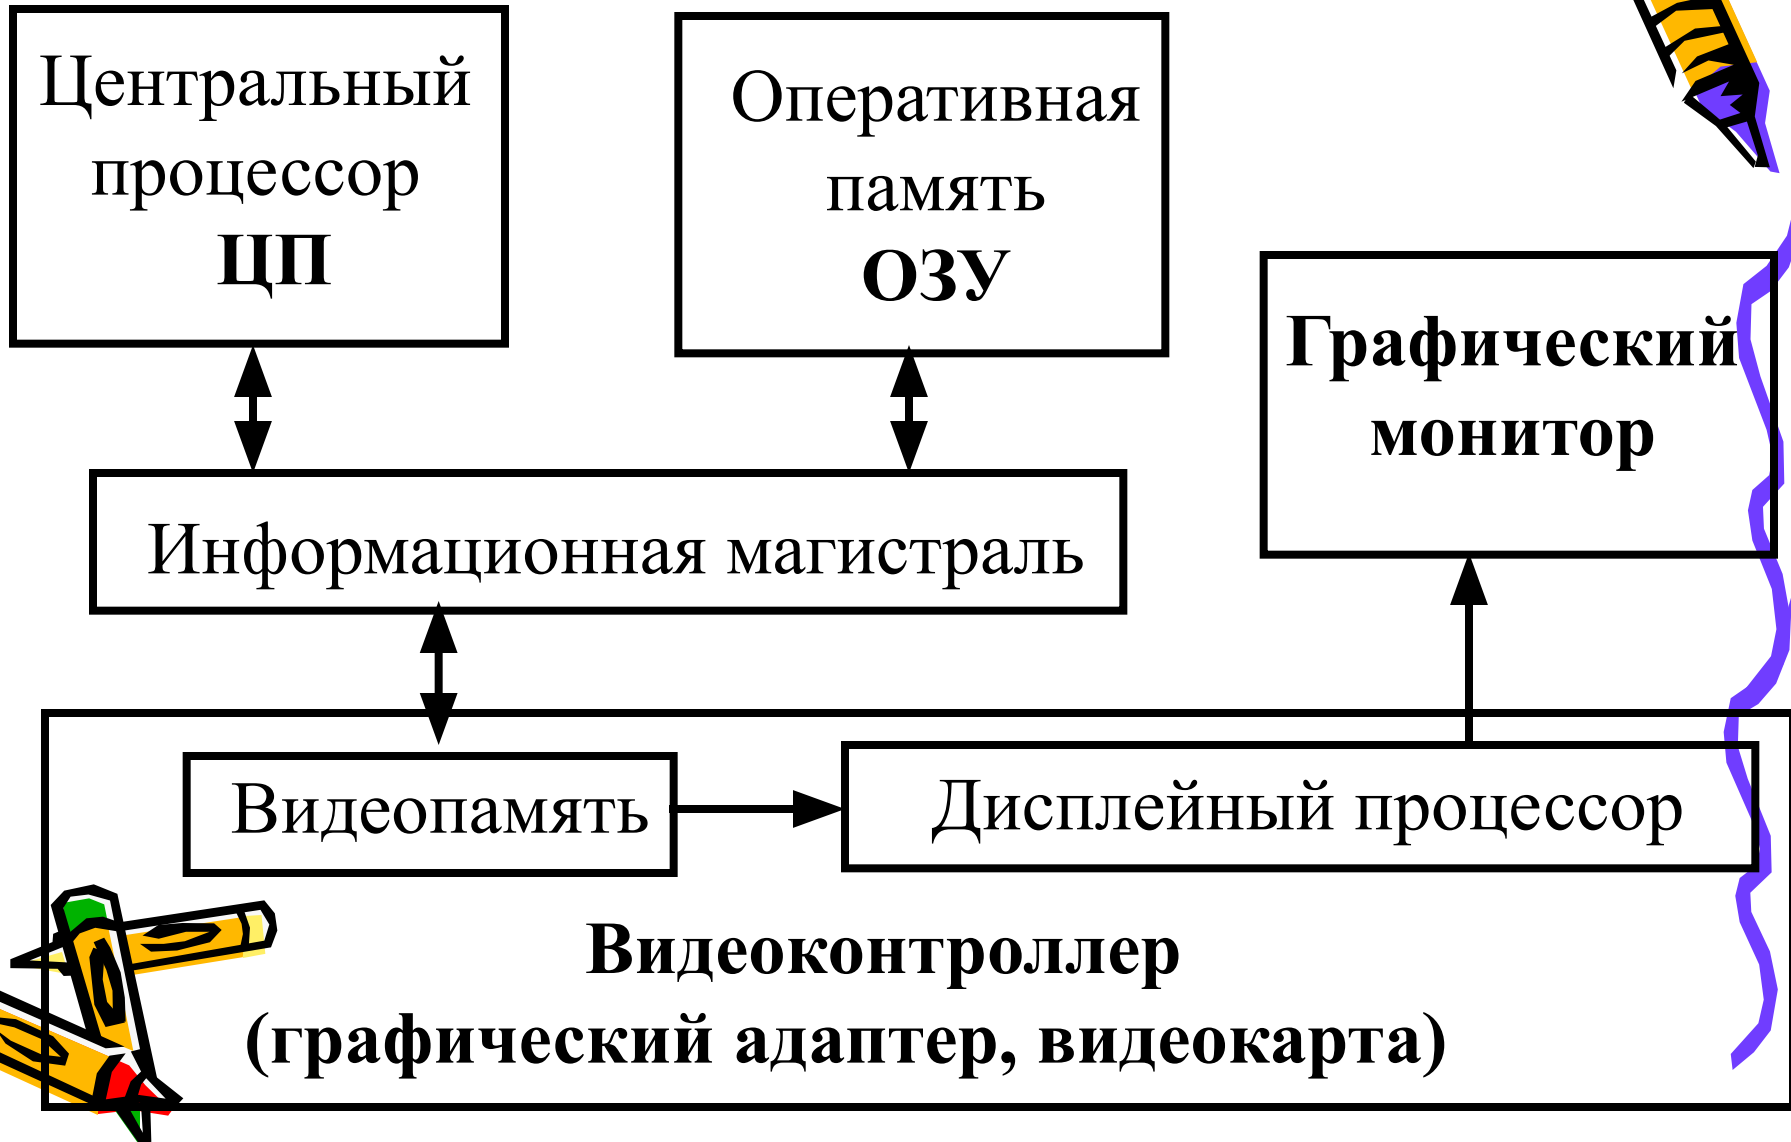 Центральный
процессор
ЦП
Оперативная
память
ОЗУ
Графический
монитор
Информационная магистраль
Видеопамять
Дисплейный процессор
Видеоконтроллер
(графический адаптер, видеокарта)